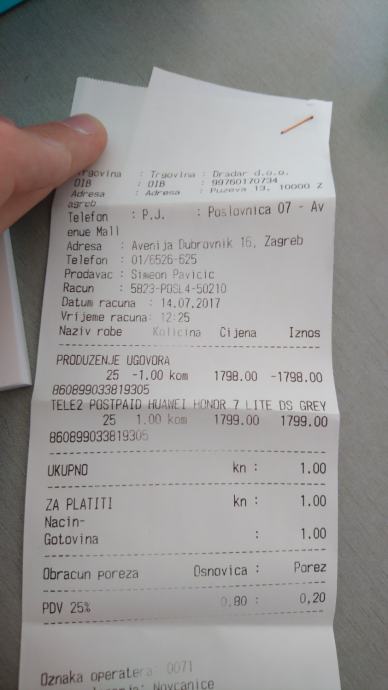 Trgovina : Trgovina : Dradar d.o.o.
OIB : OIB : 99760170734
Adresa : Adresa : Puzeva 13, 10000 Z
agreb
Telefon : P.J. : Poslovnica 07 - Av
enue Mall
Adresa : Avenija Dubrovnik 16, Zagreb
Telefon : 01/6526-625
Prodavac : Simeon Pavicic
Racun : 5823-POSL4-50210
Datum racuna : 14.07.2017
Vrijeme racuna: 12:25
Naziv robe Kolicina Cijena Iznos
PRODUZENJE UGOVORA
25 -1.00 kom 1798.00 -1798.00
860899033819305
TELE2 POSTPAID HUAWEI HONOR 7 LITE DS GREY
25 1.00 kom 1799.00 1799.00
860899033819305
UKUPNO kn : 1.00
ZA PLATITI kn : 1.00
Nacin-
Gotovina : 1.00
Obracun poreza Osnovica : Porez
PDV 25% 0,80 : 0,20
Oznaka operatera: 0071
Novcanice